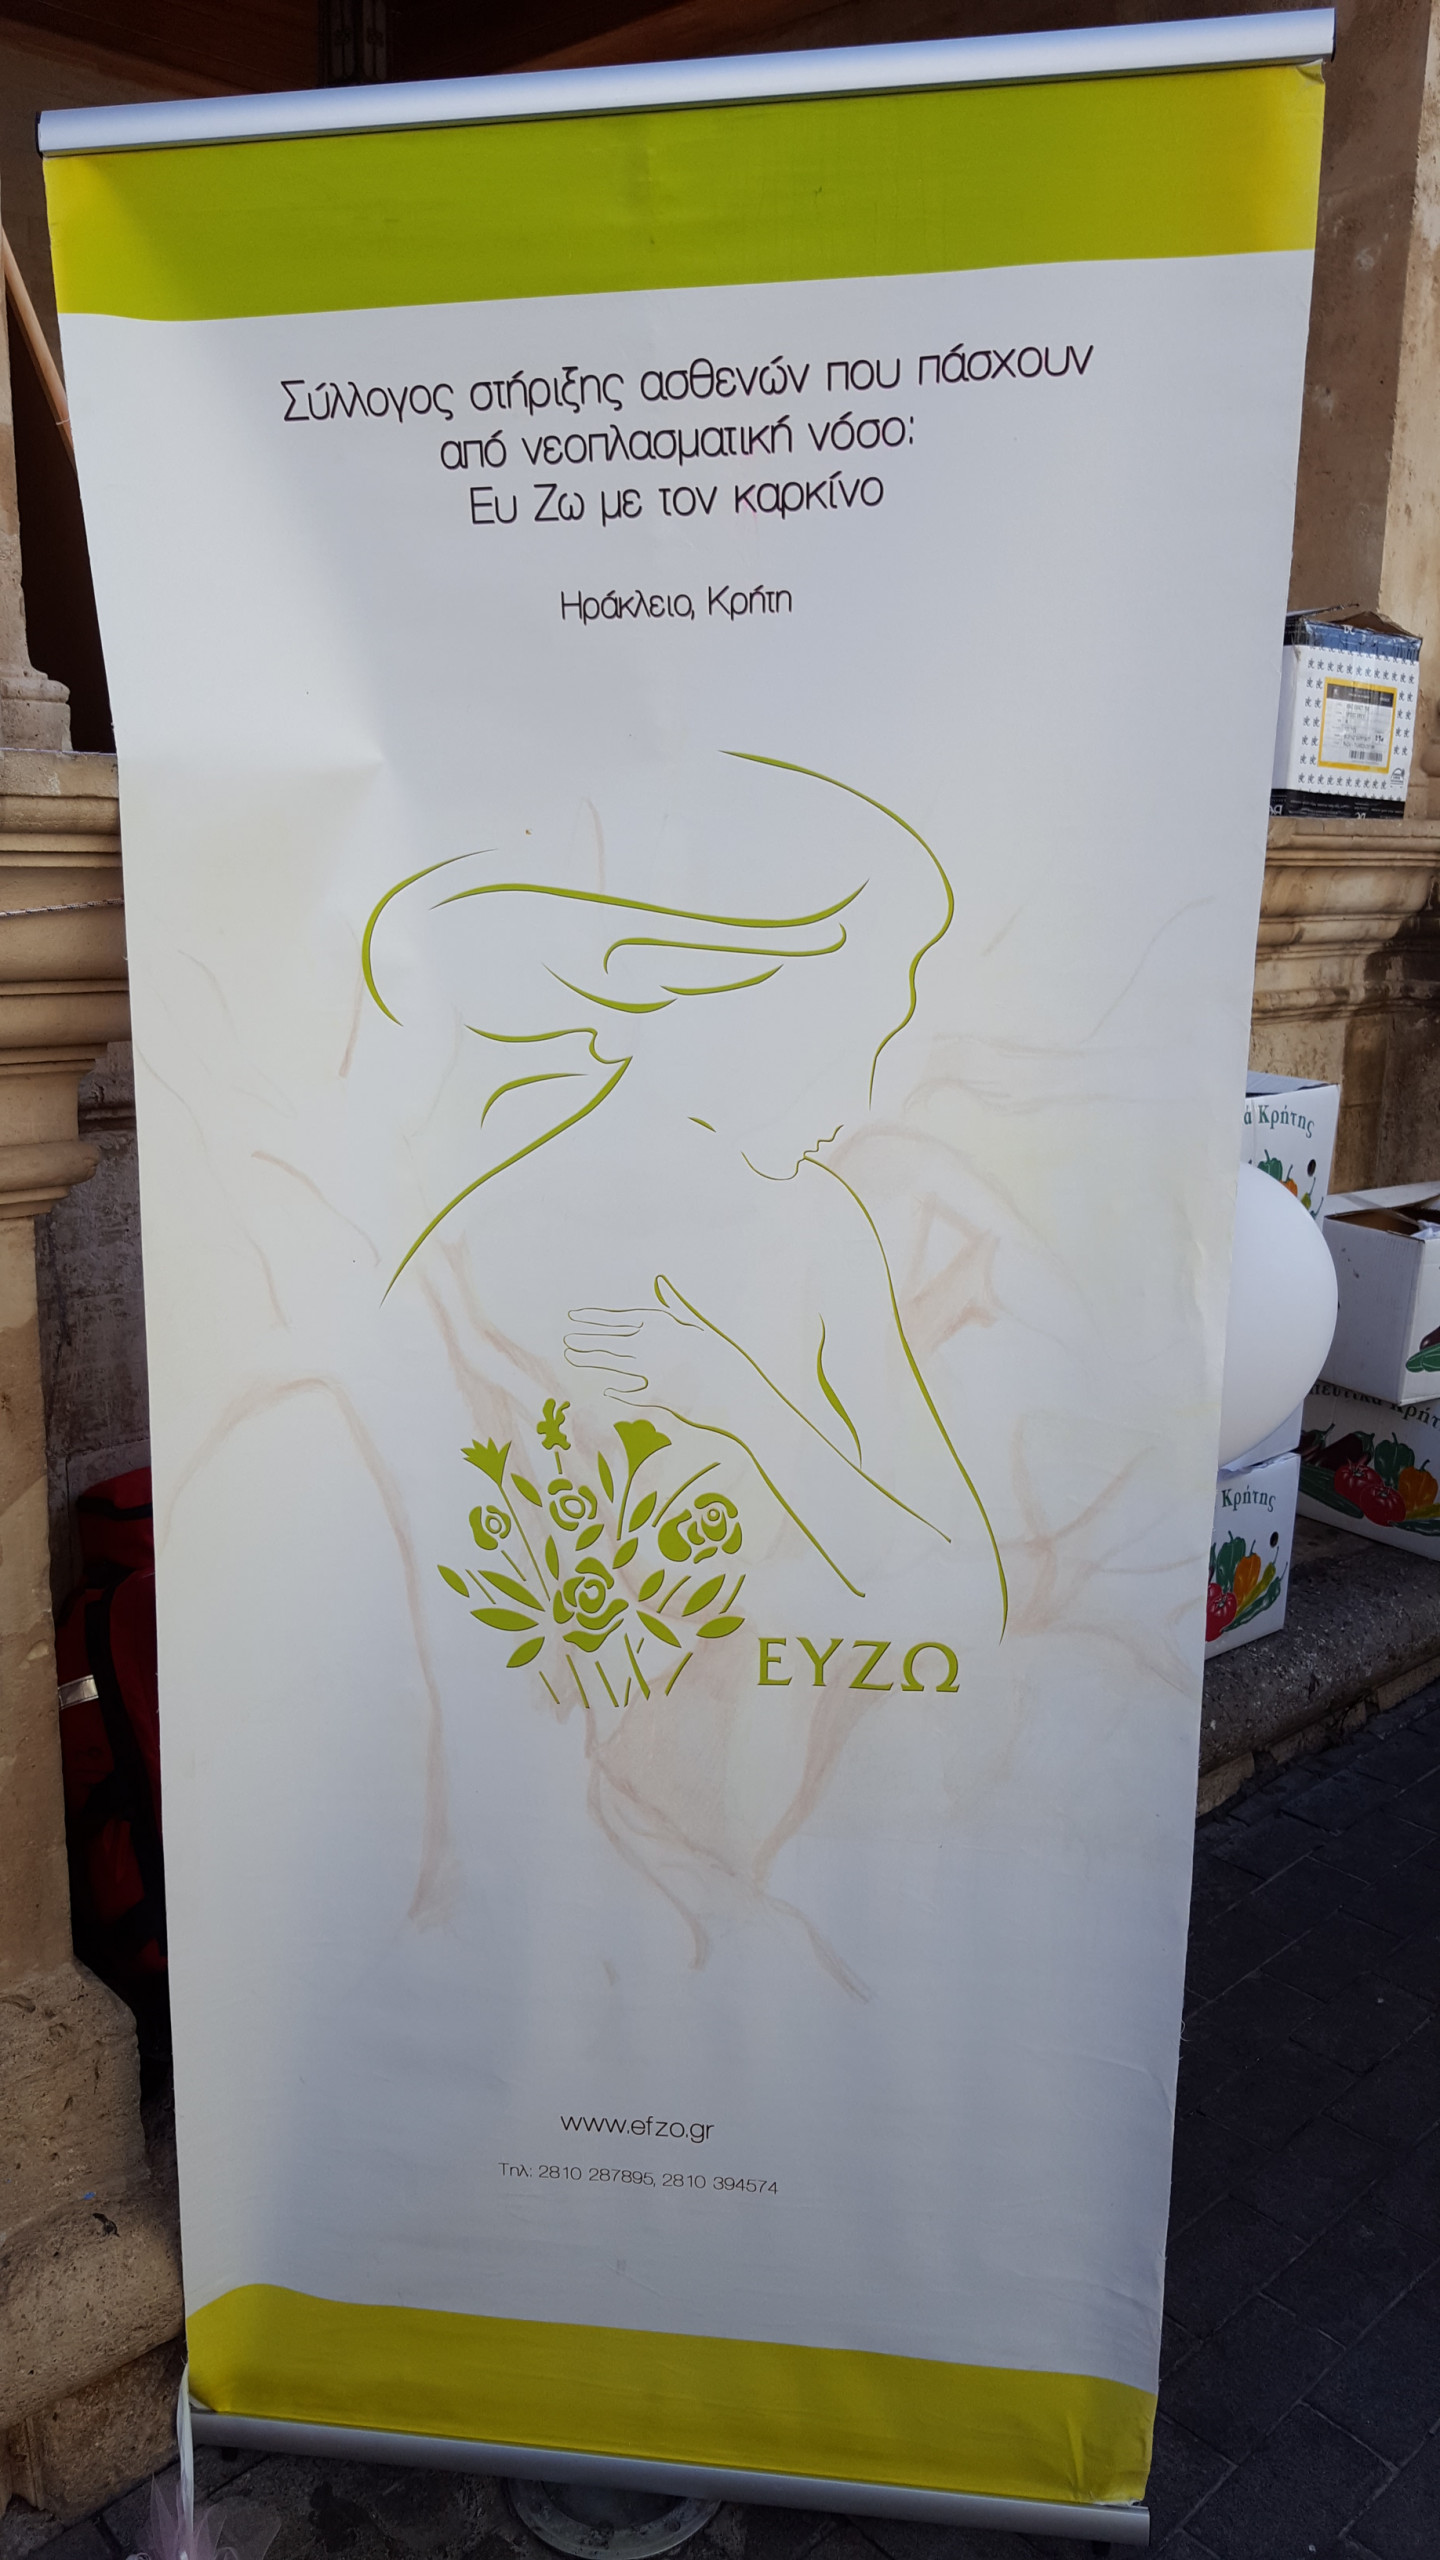 Σύλλογος στήριξης ασθενών που πάσχουν
από νεοπλασματική νόσο:
Ευ Ζω με τον καρκίνο
Ηράκλειο, Κρήτη
ΕΥΖΩ
www.efzo.gr
Τηλ: 2810 287895, 2810 394574
Κρήτης
Κρήτης